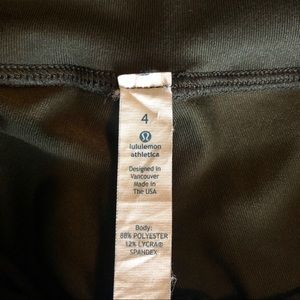 4
lululemon
athletica
Designed in
Vancouver
Made in
The USA
Body:
88% POLYESTER
12% LYCRA®
SPANDEX